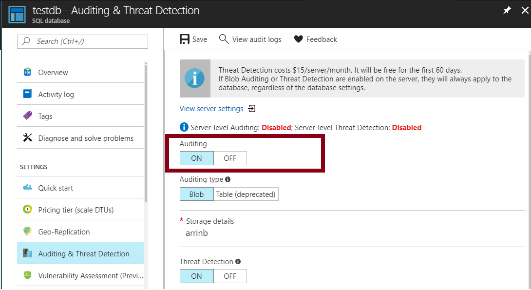 testdb - Auditing & Threat Detection
SQL database
Search (Ctrl+/)
Overview
Activity log
Tags
Diagnose and solve problems
SETTINGS
Quick start
Pricing tier (scale DTUs)
Geo-Replication
Auditing & Threat Detection
Vulnerability Assessment (Previ...
Save
View audit logs
Feedback
Threat Detection costs $15/server/month. It will be free for the first 60 days.
If Blob Auditing or Threat Detection are enabled on the server, they will always apply to the
database, regardless of the database settings.
View server settings
Server-level Auditing: Disabled; Server-level Threat Detection: Disabled
Auditing
ON OFF
Auditing type
Blob Table (deprecated)
* Storage details
arrinb
Threat Detection
ON OFF